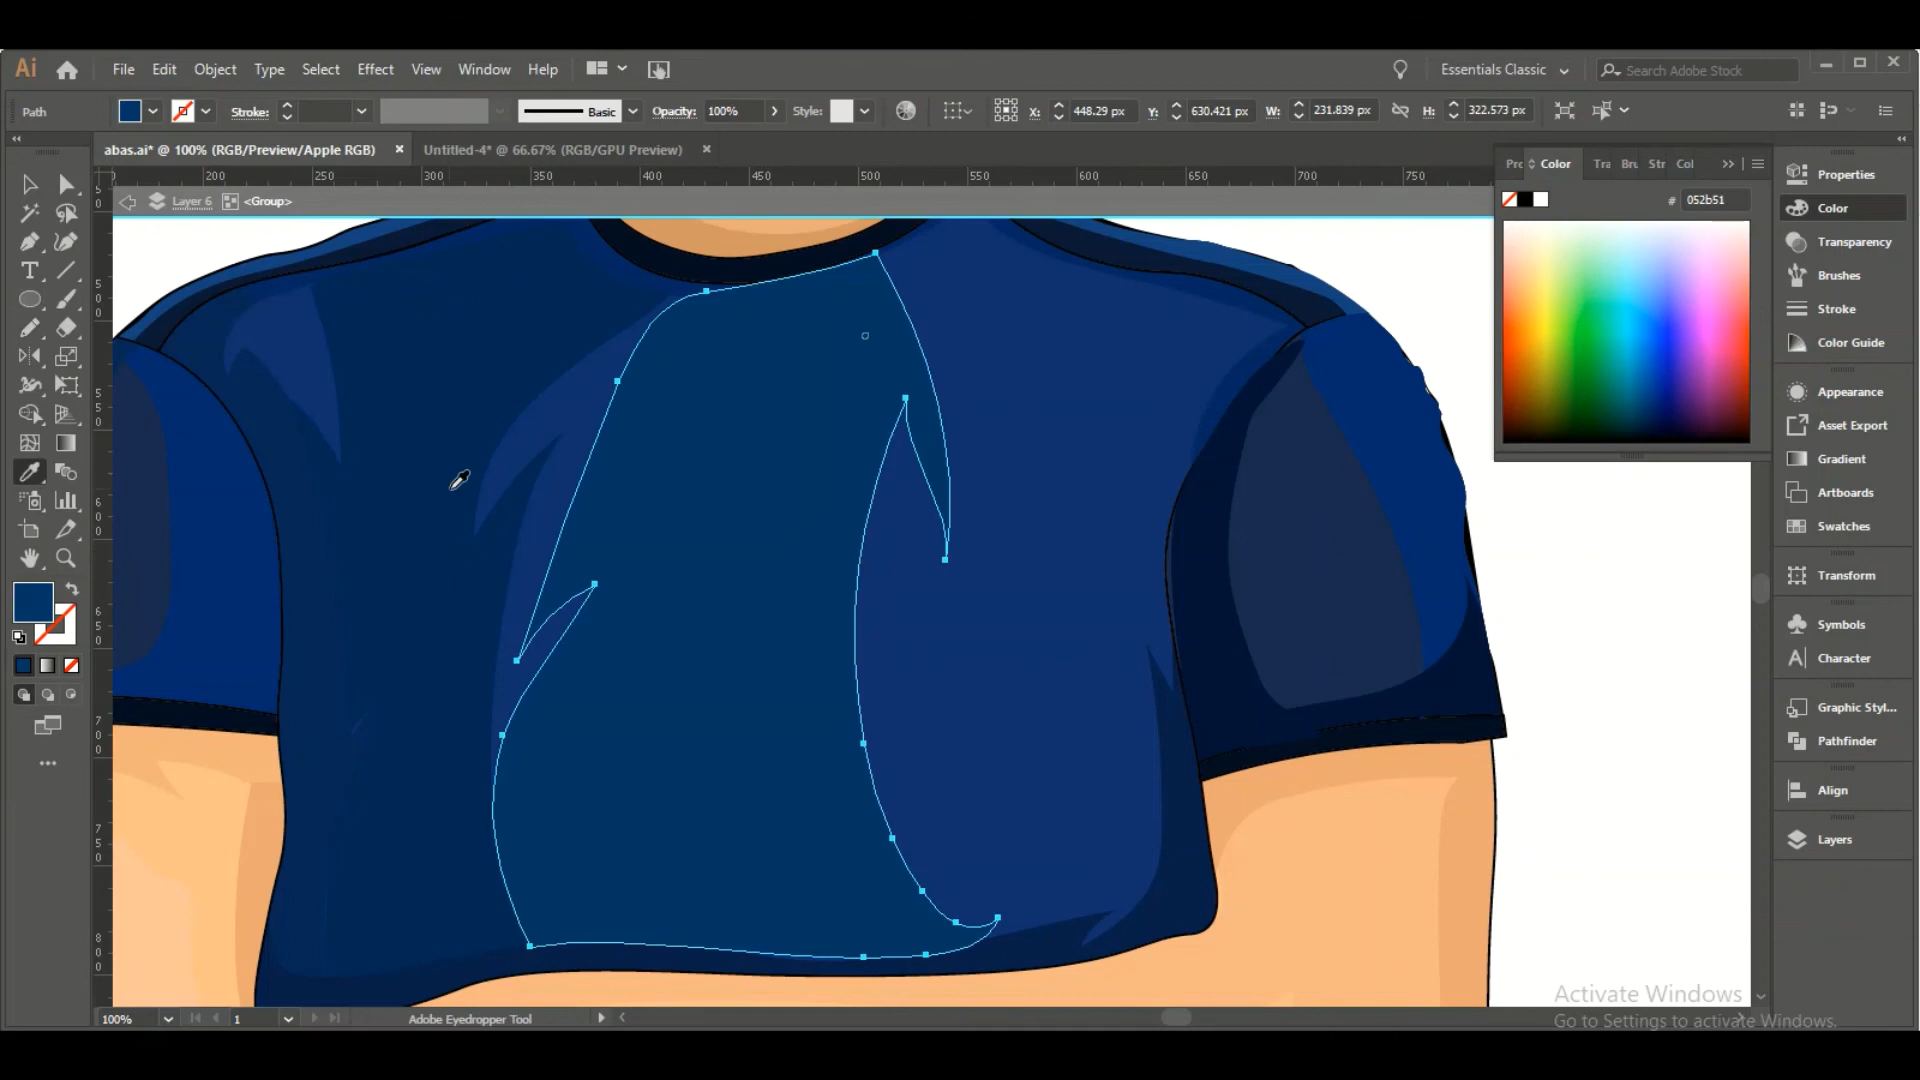 Ai File Edit Object Type Select Effect View Window Help Essentials Classic Search Adobe Stock
Path Stroke: Basic Opacity: 100% Style: X: 448.29 px Y: 630.421 px W: 231.839 px H: 322.573 px
abas.ai* @ 100% (RGB/Preview/Apple RGB) × Untitled-4* @ 66.67% (RGB/GPU Preview) ×
200 250 300 350 400 450 500 550 600 650 700 750
Layer 6 <Group>
Color Tra Bru Str Col
# 052b51
Properties
Color
Transparency
Brushes
Stroke
Color Guide
Appearance
Asset Export
Gradient
Artboards
Swatches
Transform
Symbols
Character
Graphic Styl...
Pathfinder
Align
Layers
Activate Windows
Go to Settings to activate Windows.
100% 1 Adobe Eyedropper Tool